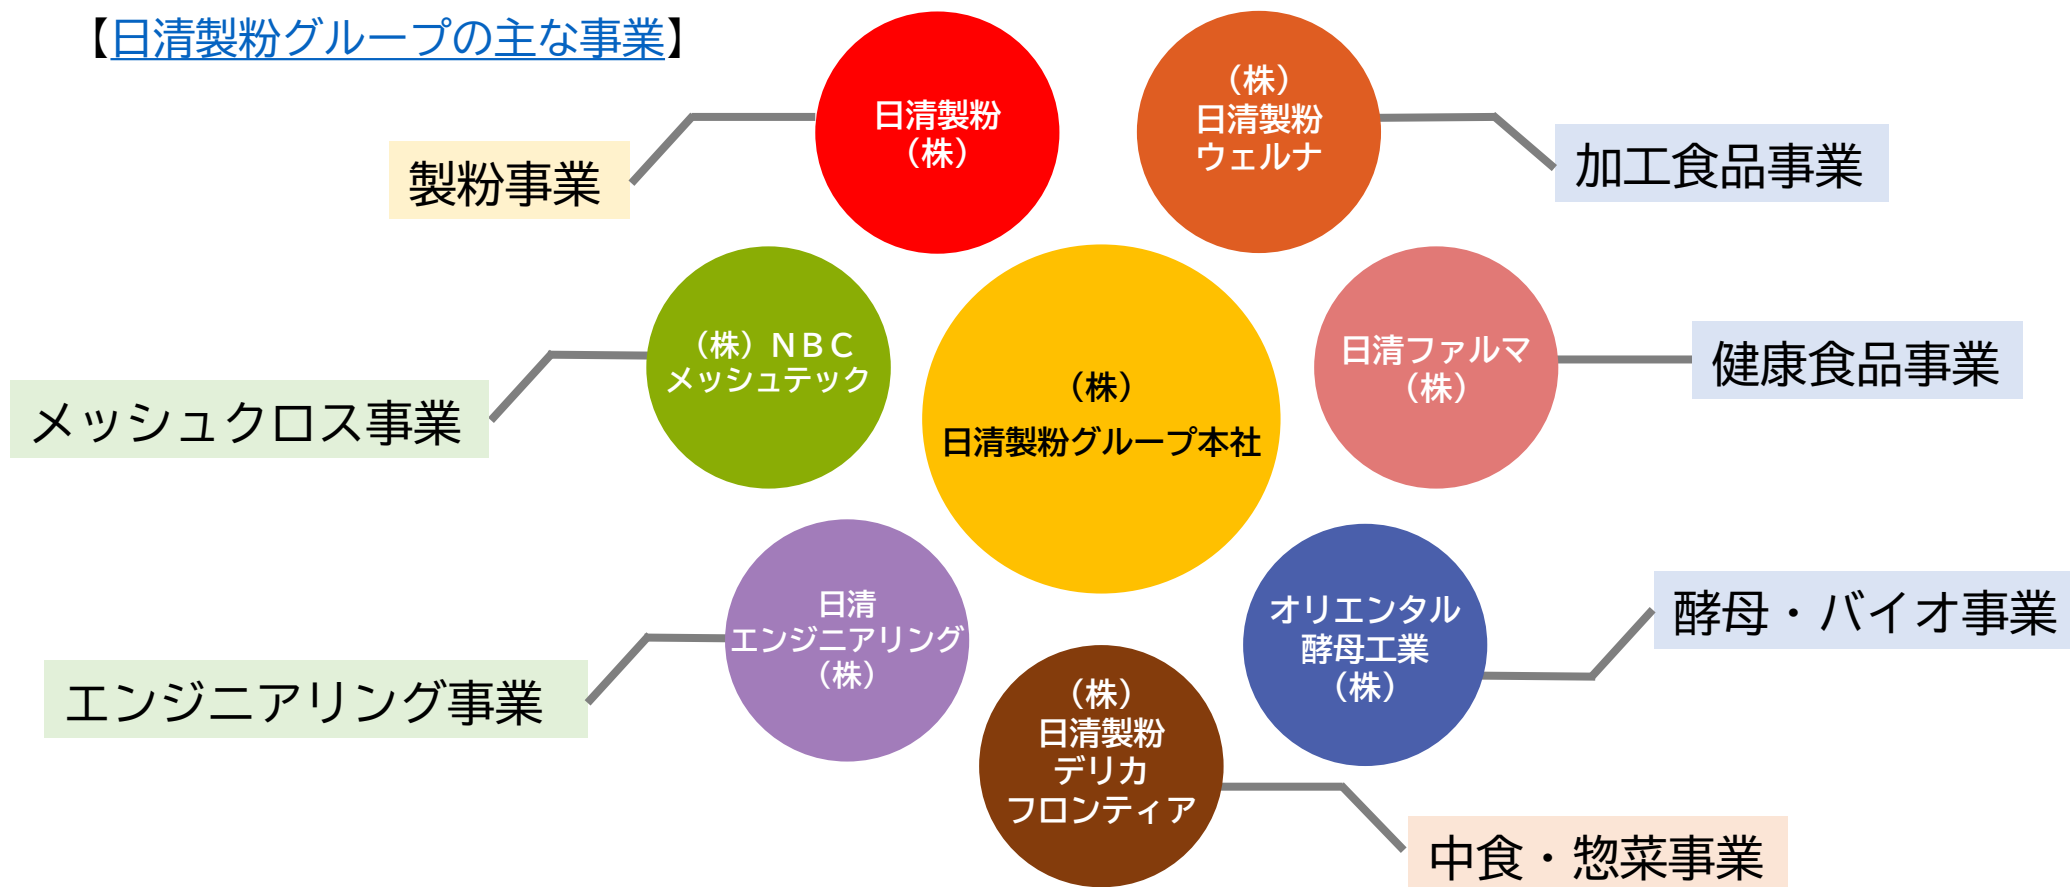 【日清製粉グループの主な事業】
日清製粉
（株）
製粉事業
（株）
日清製粉
ウェルナ
加工食品事業
（株）ＮＢＣ
メッシュテック
メッシュクロス事業
（株）
日清製粉グループ本社
日清ファルマ
（株）
健康食品事業
日清
エンジニアリング
（株）
エンジニアリング事業
オリエンタル
酵母工業
（株）
酵母・バイオ事業
（株）
日清製粉
デリカ
フロンティア
中食・惣菜事業